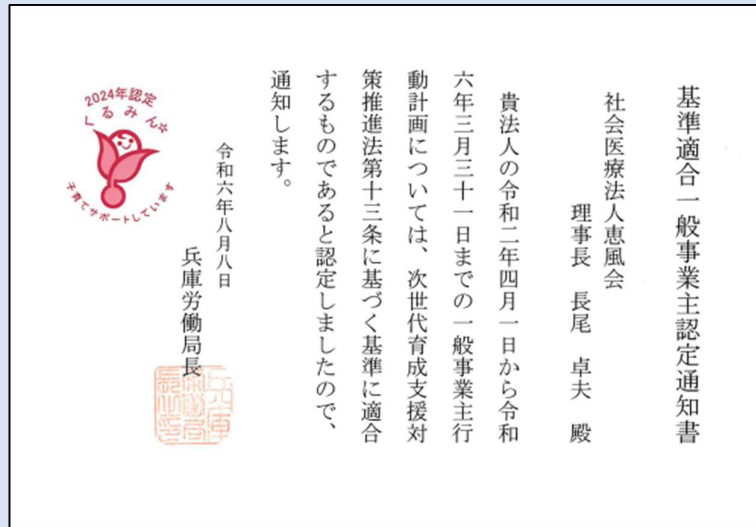 基準適合一般事業主認定通知書
社会医療法人恵風会
理事長　長尾　卓夫　殿
貴法人の令和二年四月一日から令和
六年三月三十一日までの一般事業主行
動計画については、次世代育成支援対
策推進法第十三条に基づく基準に適合
するものであると認定しましたので、
通知します。
令和六年八月八日
兵庫労働局長
2024年認定
くるみん
子育てサポートしています